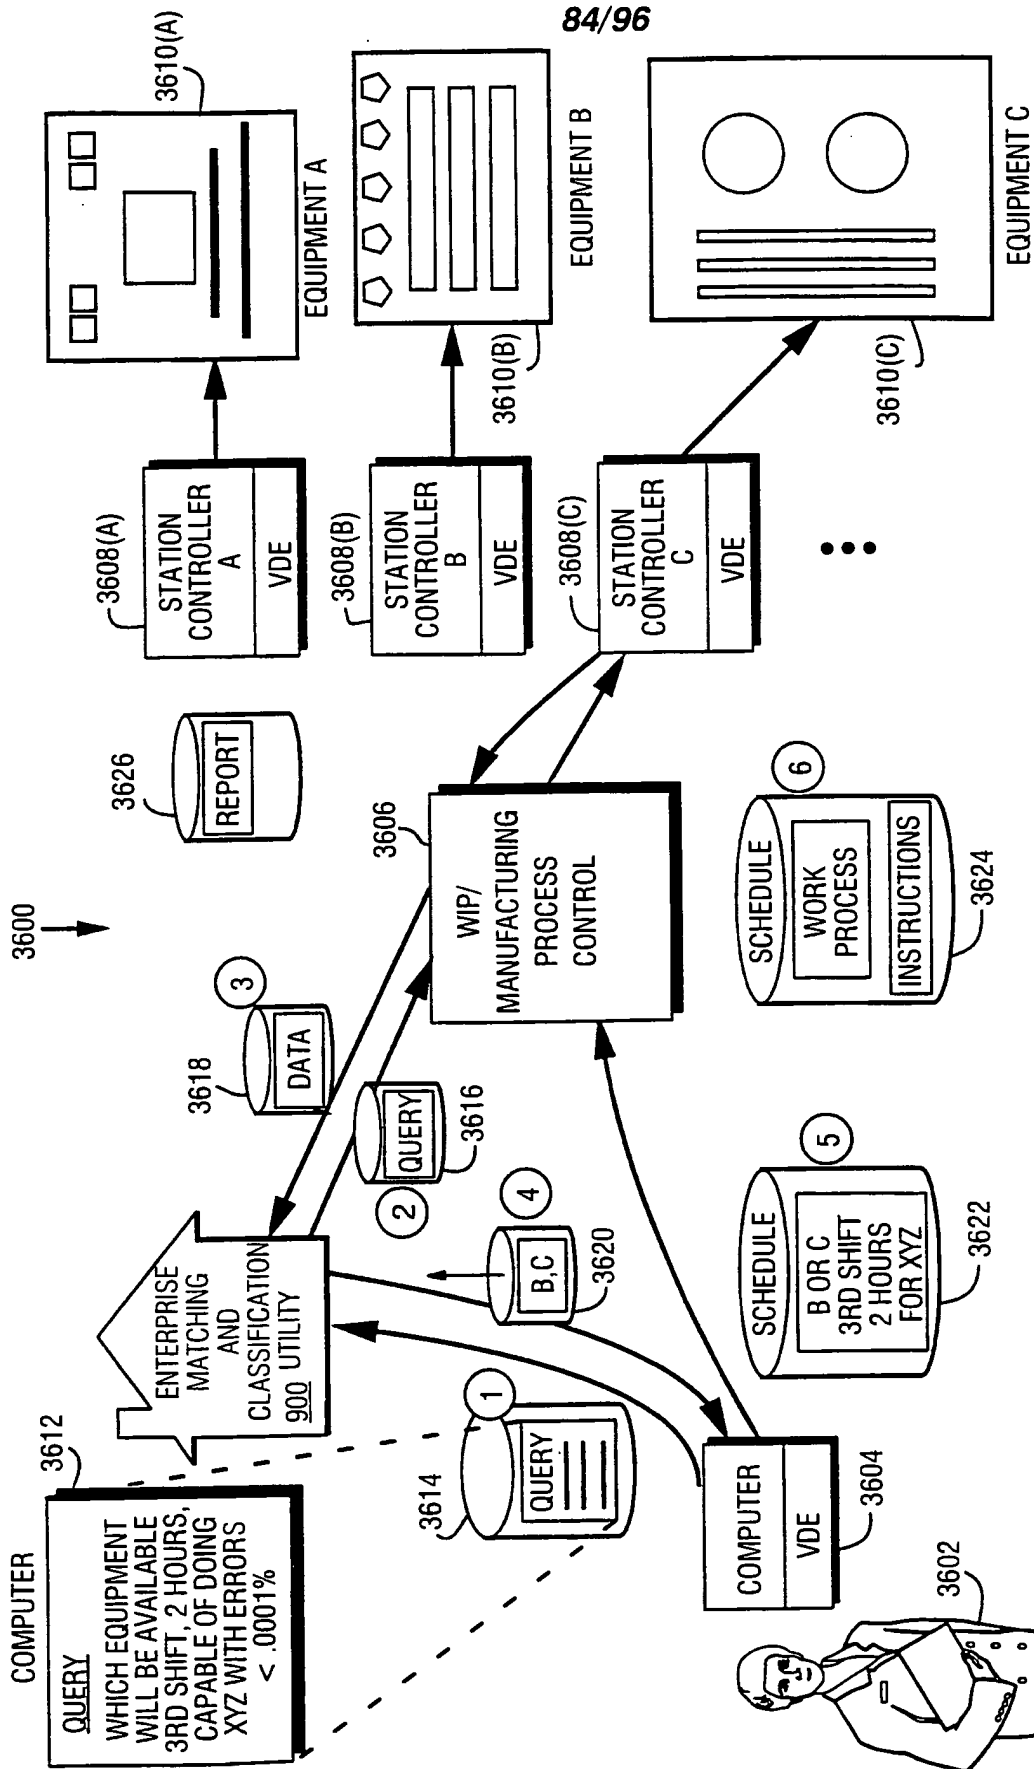 84/96
3600
COMPUTER
3612
QUERY
WHICH EQUIPMENT
WILL BE AVAILABLE
3RD SHIFT, 2 HOURS,
CAPABLE OF DOING
XYZ WITH ERRORS
< .0001%
ENTERPRISE
MATCHING
AND
CLASSIFICATION
900 UTILITY
3618
DATA
3
2
QUERY
3616
3614
QUERY
1
4
B,C
3620
COMPUTER
VDE
3604
3602
SCHEDULE
5
B OR C
3RD SHIFT
2 HOURS
FOR XYZ
3622
3606
WIP/
MANUFACTURING
PROCESS
CONTROL
3626
REPORT
SCHEDULE
6
WORK
PROCESS
INSTRUCTIONS
3624
3608(A)
STATION
CONTROLLER
A
VDE
3608(B)
STATION
CONTROLLER
B
VDE
3608(C)
STATION
CONTROLLER
C
VDE
3610(A)
EQUIPMENT A
3610(B)
EQUIPMENT B
3610(C)
EQUIPMENT C